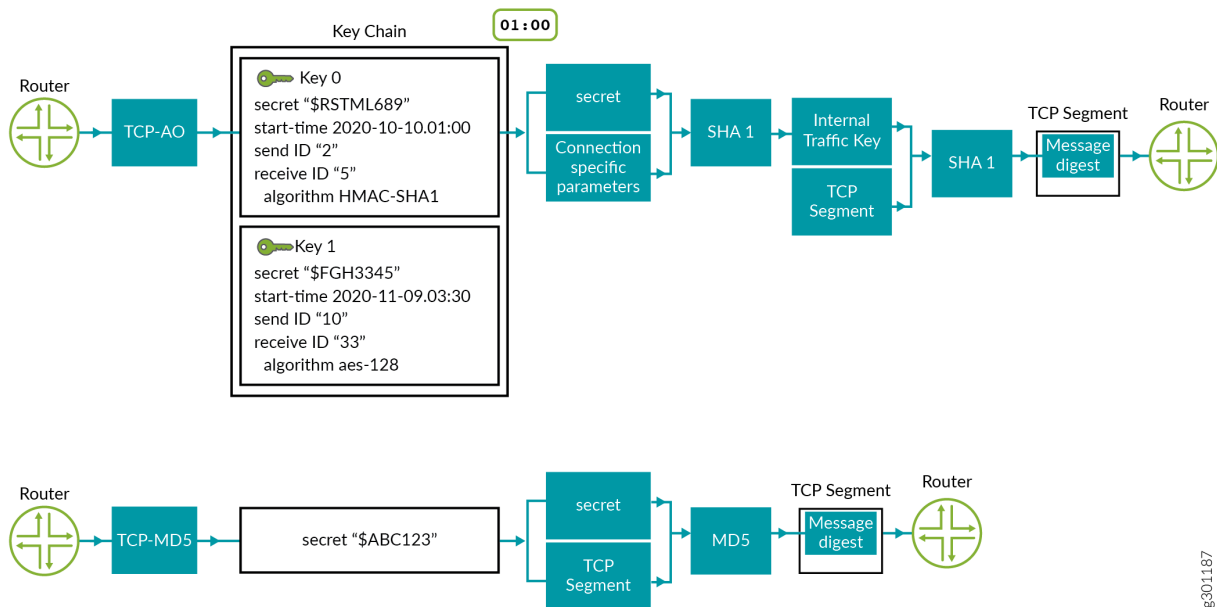 Key Chain
01:00
Router
TCP-AO
Key 0
secret “$RSTML689”
start-time 2020-10-10.01:00
send ID “2”
receive ID “5”
algorithm HMAC-SHA1
Key 1
secret “$FGH3345”
start-time 2020-11-09.03:30
send ID “10”
receive ID “33”
algorithm aes-128
secret
Connection
specific
parameters
SHA 1
Internal
Traffic Key
TCP
Segment
SHA 1
TCP Segment
Message
digest
Router
Router
TCP-MD5
secret “$ABC123”
secret
TCP
Segment
MD5
TCP Segment
Message
digest
Router
g301187